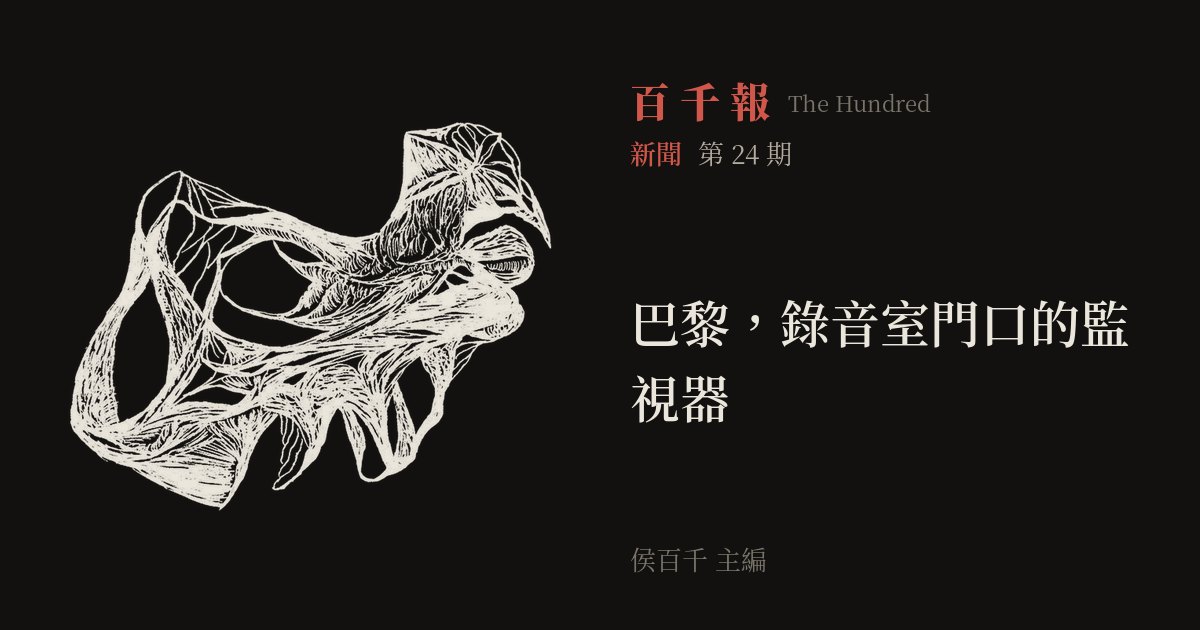 百千報 The Hundred
新聞 第 24 期
巴黎，錄音室門口的監
視器
侯百千 主編